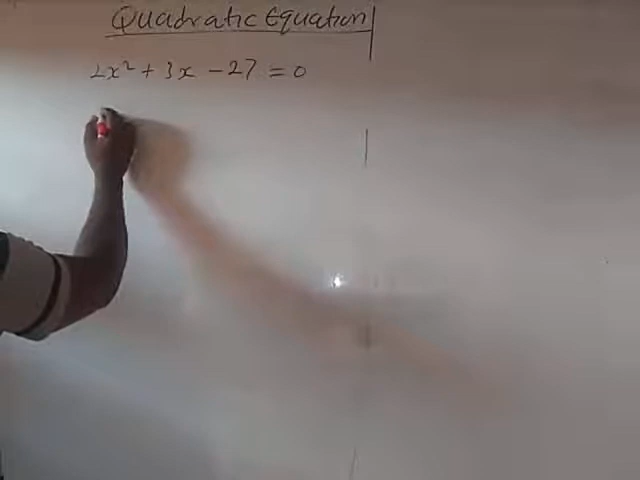 Quadratic Equation
2x² + 3x - 27 = 0